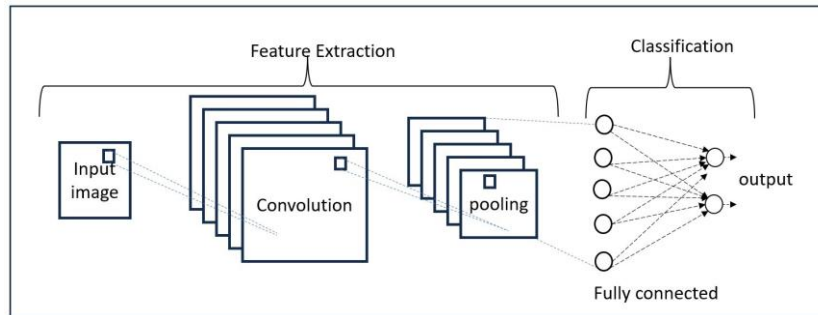 Feature Extraction
Classification
Input
image
Convolution
pooling
output
Fully connected